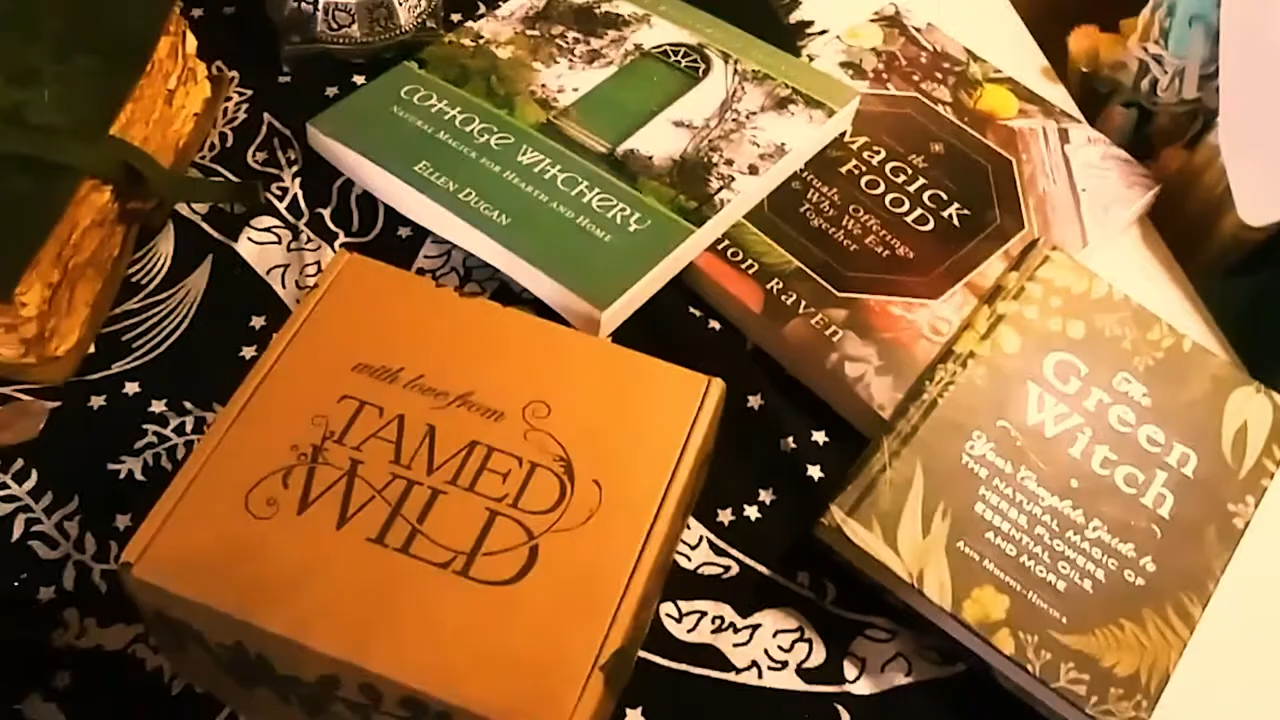 COTTAGE WITCHERY
NATURAL MAGICK FOR HEARTH AND HOME
ELLEN DUGAN
the
MAGICK
OF FOOD
Rituals, Offerings
& Why We Eat
Together
ION RAVEN
with love from
TAMED
WILD
The
Green
Witch
Your Complete Guide to
THE NATURAL MAGIC OF
HERBS, FLOWERS,
ESSENTIAL OILS,
AND MORE